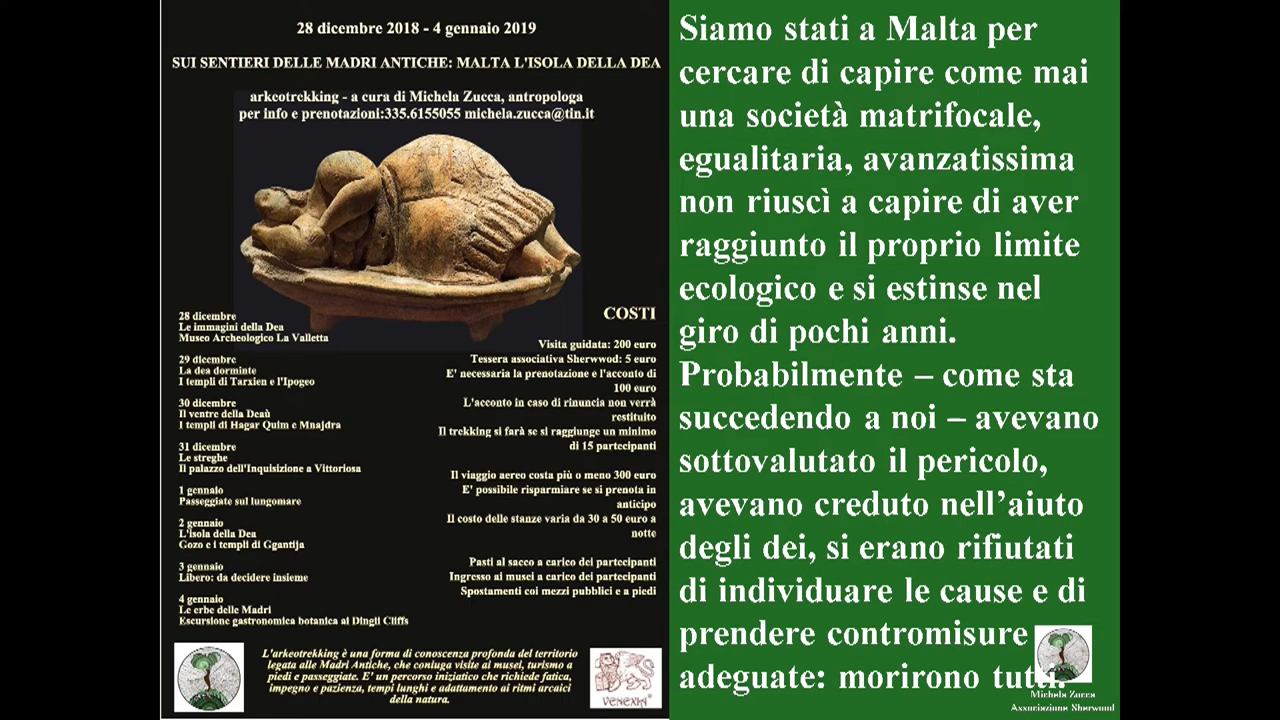 28 dicembre 2018 - 4 gennaio 2019
SUI SENTIERI DELLE MADRI ANTICHE: MALTA L'ISOLA DELLA DEA
arkeotrekking - a cura di Michela Zucca, antropologa
per info e prenotazioni:335.6155055 michela.zucca@tin.it
28 dicembre
Le immagini della Dea
Museo Archeologico La Valletta
29 dicembre
La dea dorminte
I templi di Tarxien e l'Ipogeo
30 dicembre
Il ventre della Deaù
I templi di Hagar Quim e Mnajdra
31 dicembre
Le streghe
Il palazzo dell'Inquisizione a Vittoriosa
1 gennaio
Passeggiate sul lungomare
2 gennaio
L'isola della Dea
Gozo e i templi di Ggantija
3 gennaio
Libero: da decidere insieme
4 gennaio
Le erbe delle Madri
Escursione gastronomica botanica ai Dingli Cliffs
COSTI
Visita guidata: 200 euro
Tessera associativa Sherwwod: 5 euro
E' necessaria la prenotazione e l'acconto di
100 euro
L'acconto in caso di rinuncia non verrà
restituito
Il trekking si farà se si raggiunge un minimo
di 15 partecipanti
Il viaggio aereo costa più o meno 300 euro
E' possibile risparmiare se si prenota in
anticipo
Il costo delle stanze varia da 30 a 50 euro a
notte
Pasti al sacco a carico dei partecipanti
Ingresso ai musei a carico dei partecipanti
Spostamenti coi mezzi pubblici e a piedi
L'arkeotrekking è una forma di conoscenza profonda del territorio
legata alle Madri Antiche, che coniuga visite ai musei, turismo a
piedi e passeggiate. E' un percorso iniziatico che richiede fatica,
impegno e pazienza, tempi lunghi e adattamento ai ritmi arcaici
della natura.
VENEXIA
Siamo stati a Malta per
cercare di capire come mai
una società matrifocale,
egualitaria, avanzatissima
non riuscì a capire di aver
raggiunto il proprio limite
ecologico e si estinse nel
giro di pochi anni.
Probabilmente – come sta
succedendo a noi – avevano
sottovalutato il pericolo,
avevano creduto nell'aiuto
degli dei, si erano rifiutati
di individuare le cause e di
prendere contromisure
adeguate: morirono tutti.
Michela Zucca
Associazione Sherwood